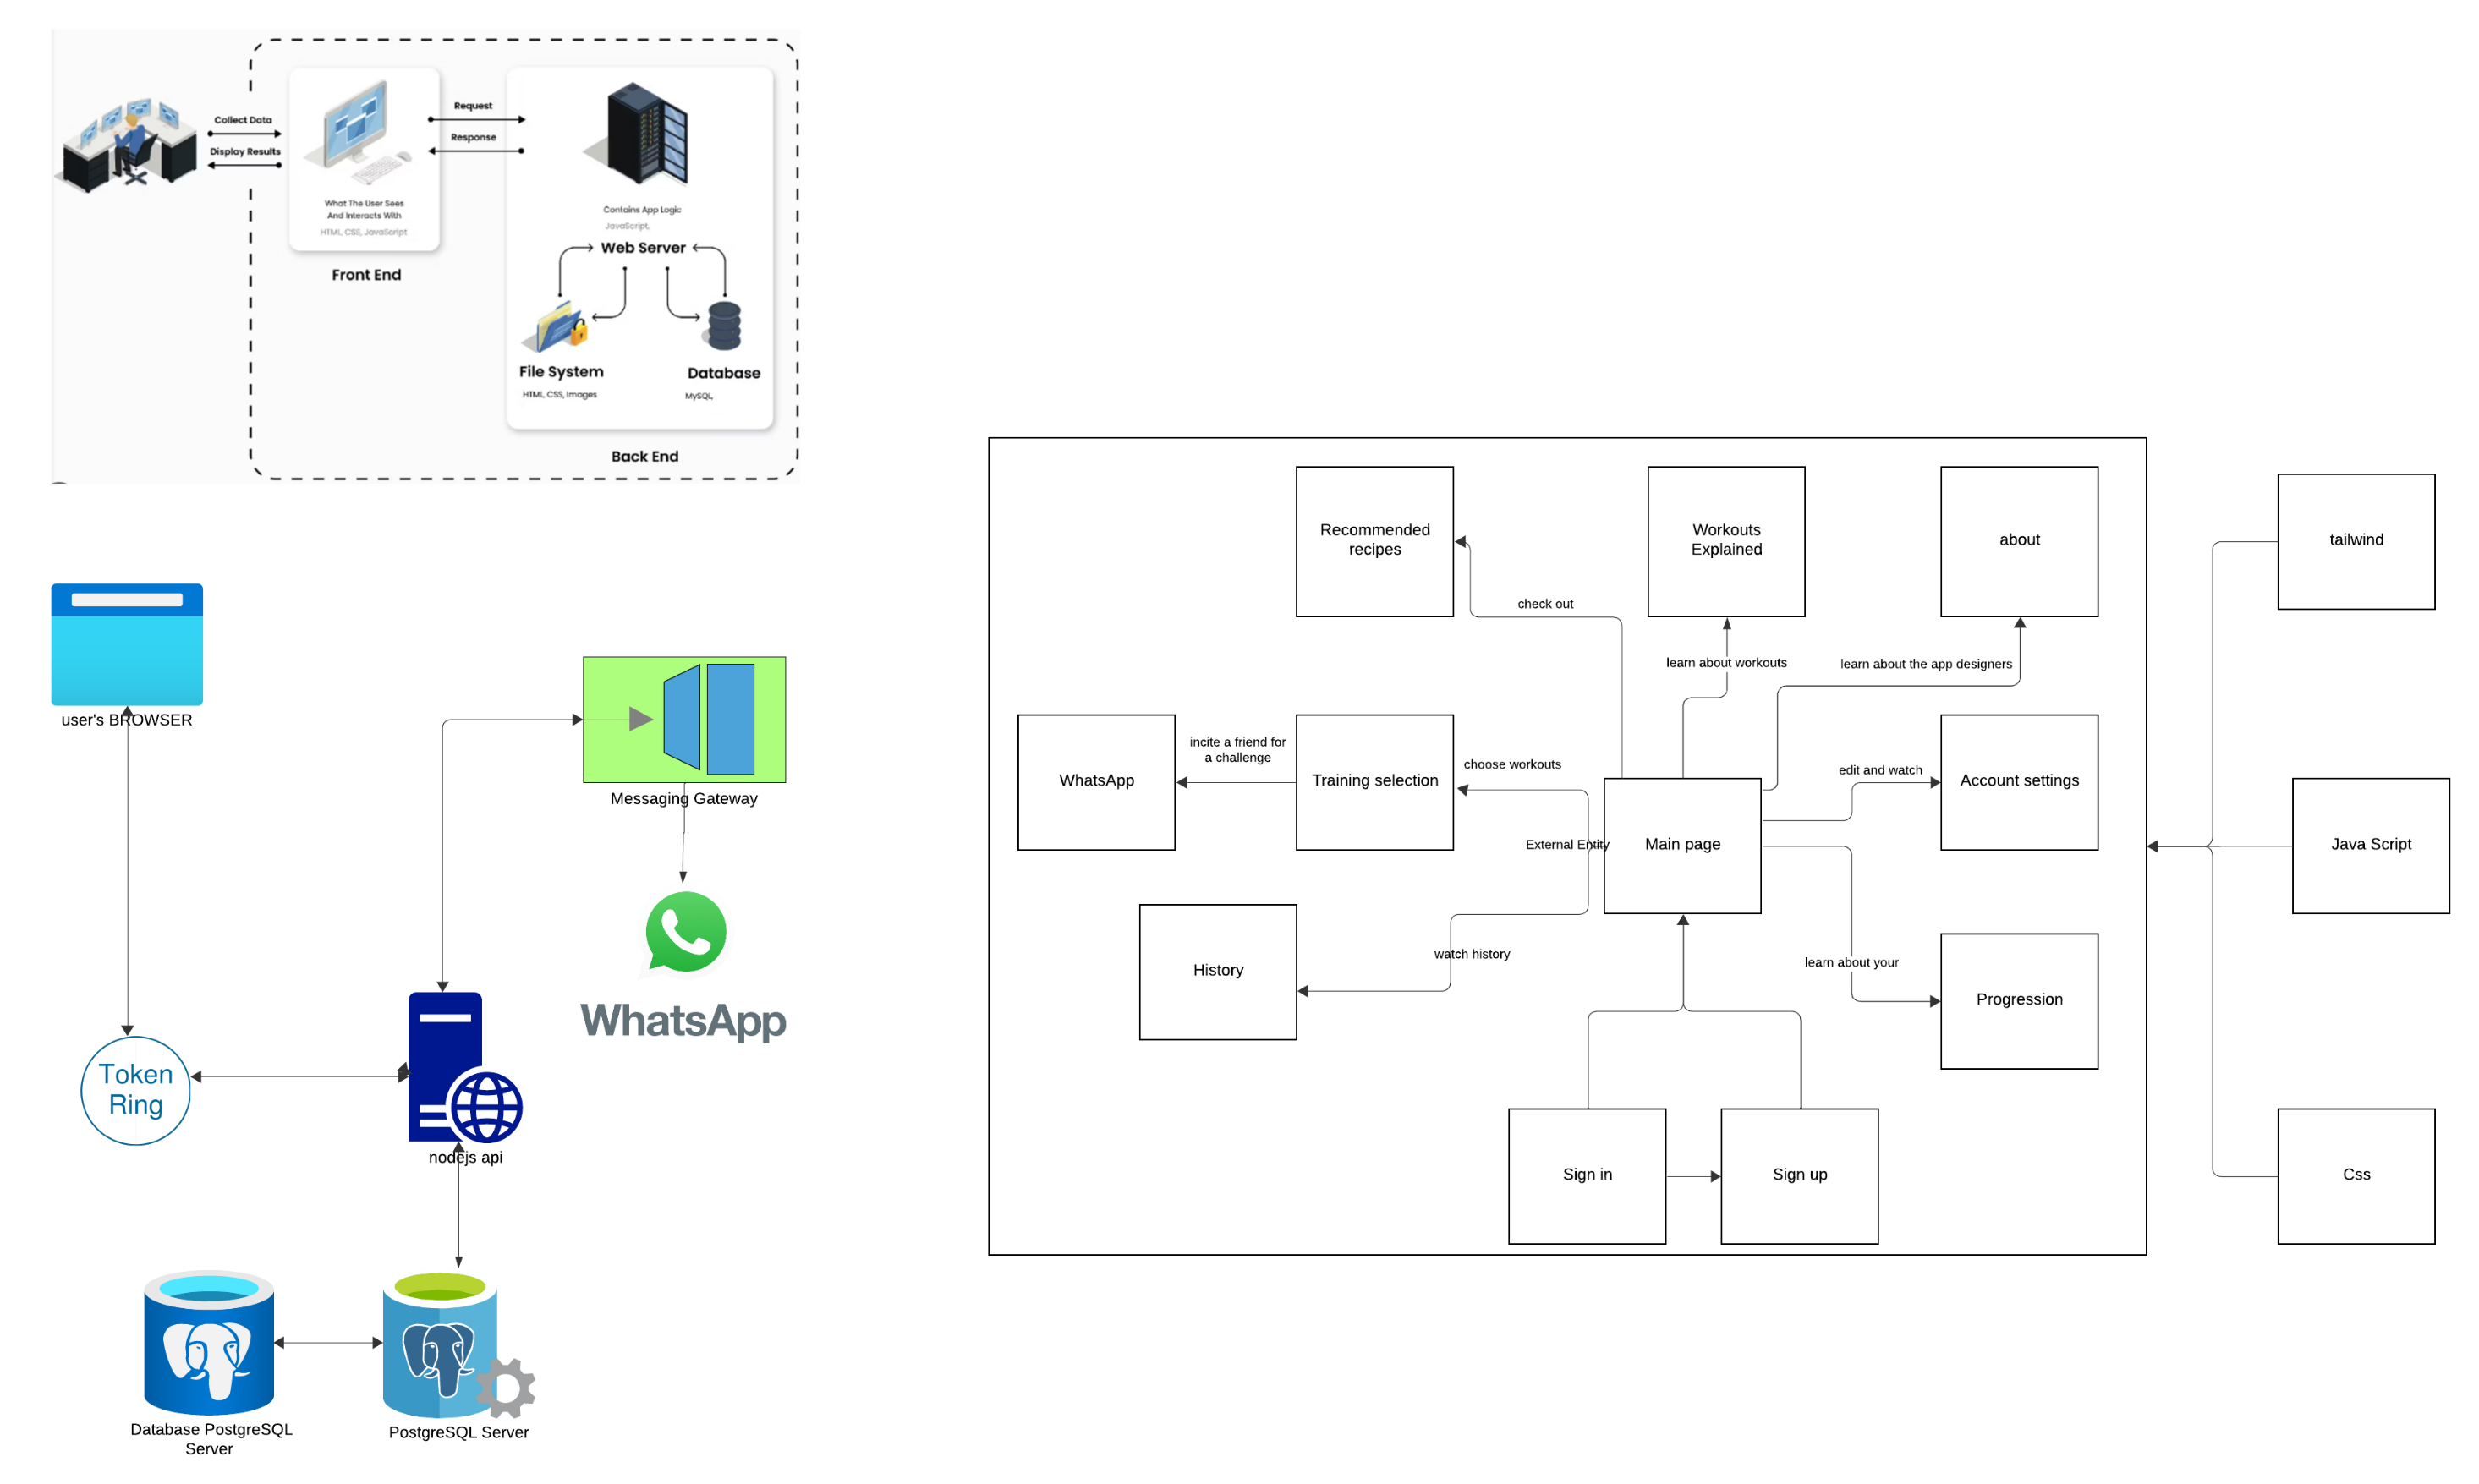 Collect Data
Display Results
Request
Response
What The User Sees
And Interacts With
HTML, CSS, JavaScript
Front End
Contains App Logic
JavaScript,
Web Server
File System
HTML, CSS, Images
Database
MySQL,
Back End
user's BROWSER
Messaging Gateway
WhatsApp
Token
Ring
nodejs api
Database PostgreSQL
Server
PostgreSQL Server
Recommended
recipes
Workouts
Explained
about
tailwind
check out
learn about workouts
learn about the app designers
WhatsApp
incite a friend for
a challenge
Training selection
choose workouts
External Entity
Main page
edit and watch
Account settings
Java Script
History
watch history
learn about your
Progression
Sign in
Sign up
Css